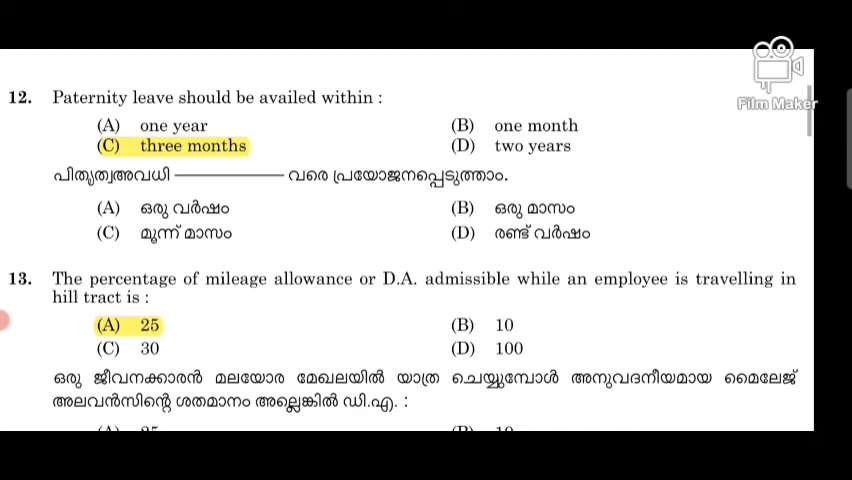 12. Paternity leave should be availed within :
(A) one year (B) one month
(C) three months (D) two years
പിതൃത്വഅവധി ———— വരെ പ്രയോജനപ്പെടുത്താം.
(A) ഒരു വർഷം (B) ഒരു മാസം
(C) മൂന്ന് മാസം (D) രണ്ട് വർഷം
13. The percentage of mileage allowance or D.A. admissible while an employee is travelling in
hill tract is :
(A) 25 (B) 10
(C) 30 (D) 100
ഒരു ജീവനക്കാരൻ മലയോര മേഖലയിൽ യാത്ര ചെയ്യുമ്പോൾ അനുവദനീയമായ മൈലേജ്
അലവൻസിന്റെ ശതമാനം അല്ലെങ്കിൽ ഡി.എ. :
Film Maker